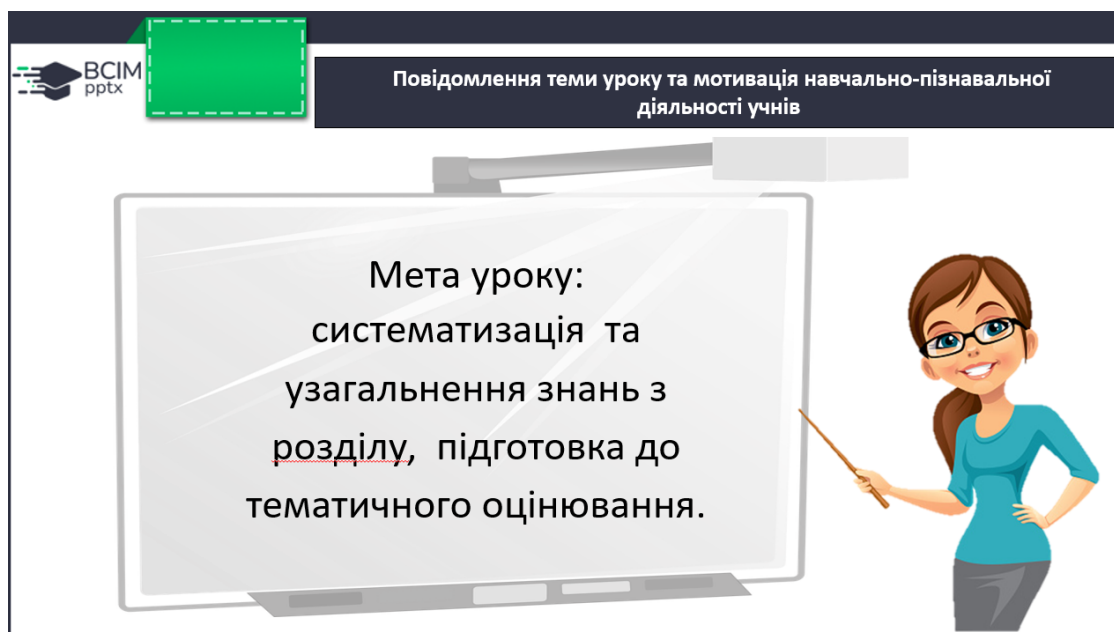 ВСІМ
pptx
Повідомлення теми уроку та мотивація навчально-пізнавальної
діяльності учнів
Мета уроку:
систематизація та
узагальнення знань з
розділу, підготовка до
тематичного оцінювання.